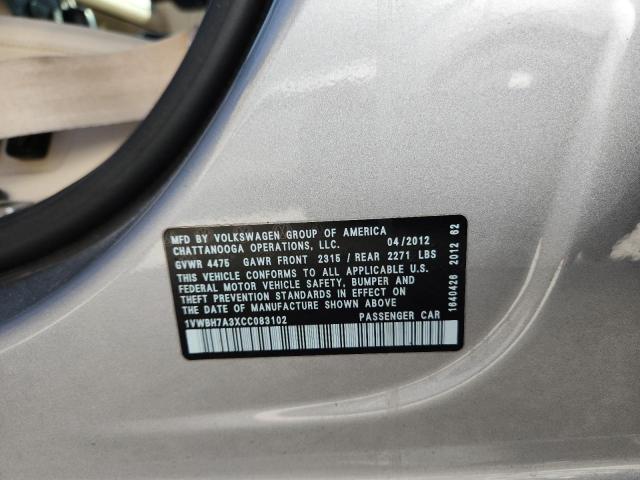 MFD BY VOLKSWAGEN GROUP OF AMERICA
CHATTANOOGA OPERATIONS, LLC. 04/2012
GVWR 4475 GAWR FRONT 2315 / REAR 2271 LBS
THIS VEHICLE CONFORMS TO ALL APPLICABLE U.S.
FEDERAL MOTOR VEHICLE SAFETY, BUMPER AND
THEFT PREVENTION STANDARDS IN EFFECT ON
THE DATE OF MANUFACTURE SHOWN ABOVE
1VWBH7A3XCC083102 PASSENGER CAR
1640426 2012 62